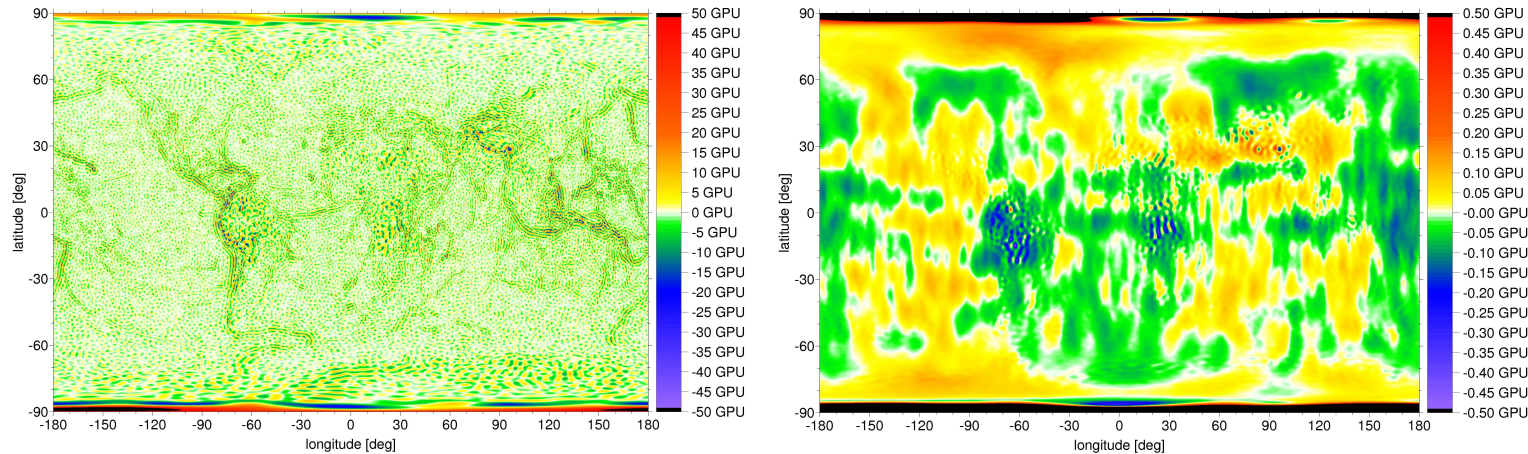 90
60
30
0
-30
-60
-90
latitude [deg]
-180 -150 -120 -90 -60 -30 0 30 60 90 120 150 180
longitude [deg]
50 GPU
45 GPU
40 GPU
35 GPU
30 GPU
25 GPU
20 GPU
15 GPU
10 GPU
5 GPU
0 GPU
-5 GPU
-10 GPU
-15 GPU
-20 GPU
-25 GPU
-30 GPU
-35 GPU
-40 GPU
-45 GPU
-50 GPU
90
60
30
0
-30
-60
-90
latitude [deg]
-180 -150 -120 -90 -60 -30 0 30 60 90 120 150 180
longitude [deg]
0.50 GPU
0.45 GPU
0.40 GPU
0.35 GPU
0.30 GPU
0.25 GPU
0.20 GPU
0.15 GPU
0.10 GPU
0.05 GPU
-0.00 GPU
-0.05 GPU
-0.10 GPU
-0.15 GPU
-0.20 GPU
-0.25 GPU
-0.30 GPU
-0.35 GPU
-0.40 GPU
-0.45 GPU
-0.50 GPU